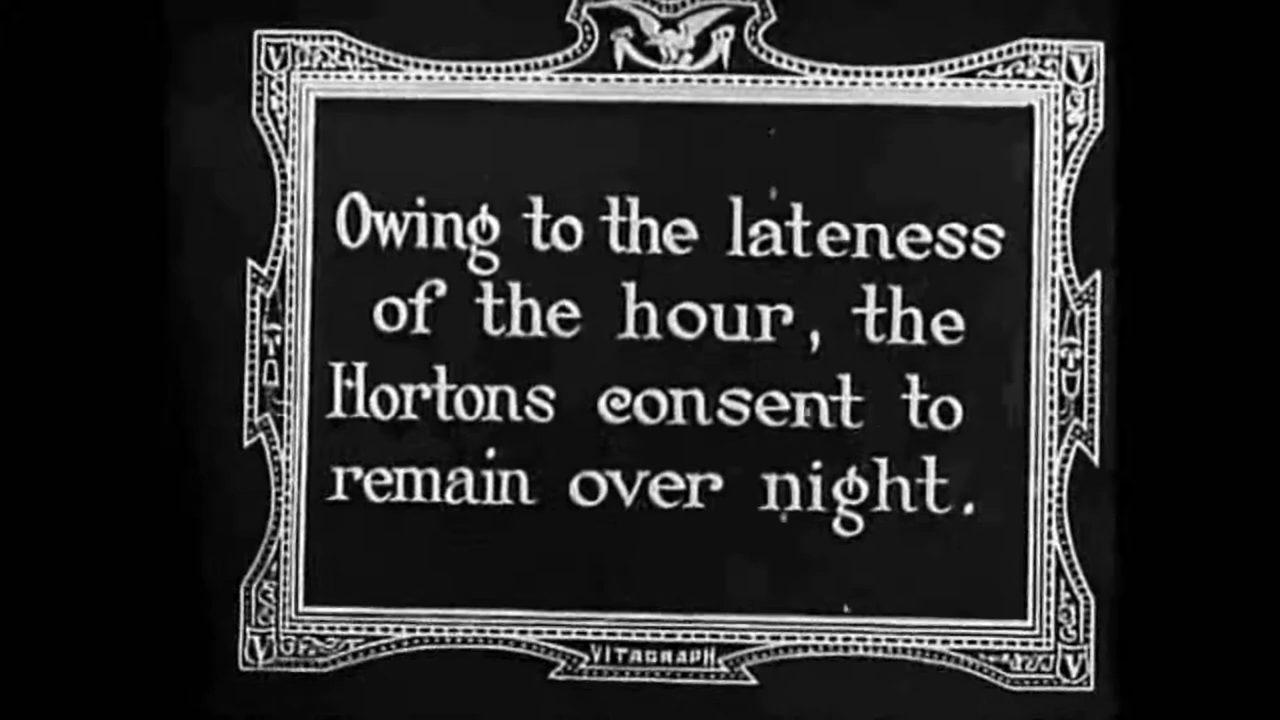 V V
Owing to the lateness
of the hour, the
Hortons consent to
remain over night.
V VITAGRAPH V